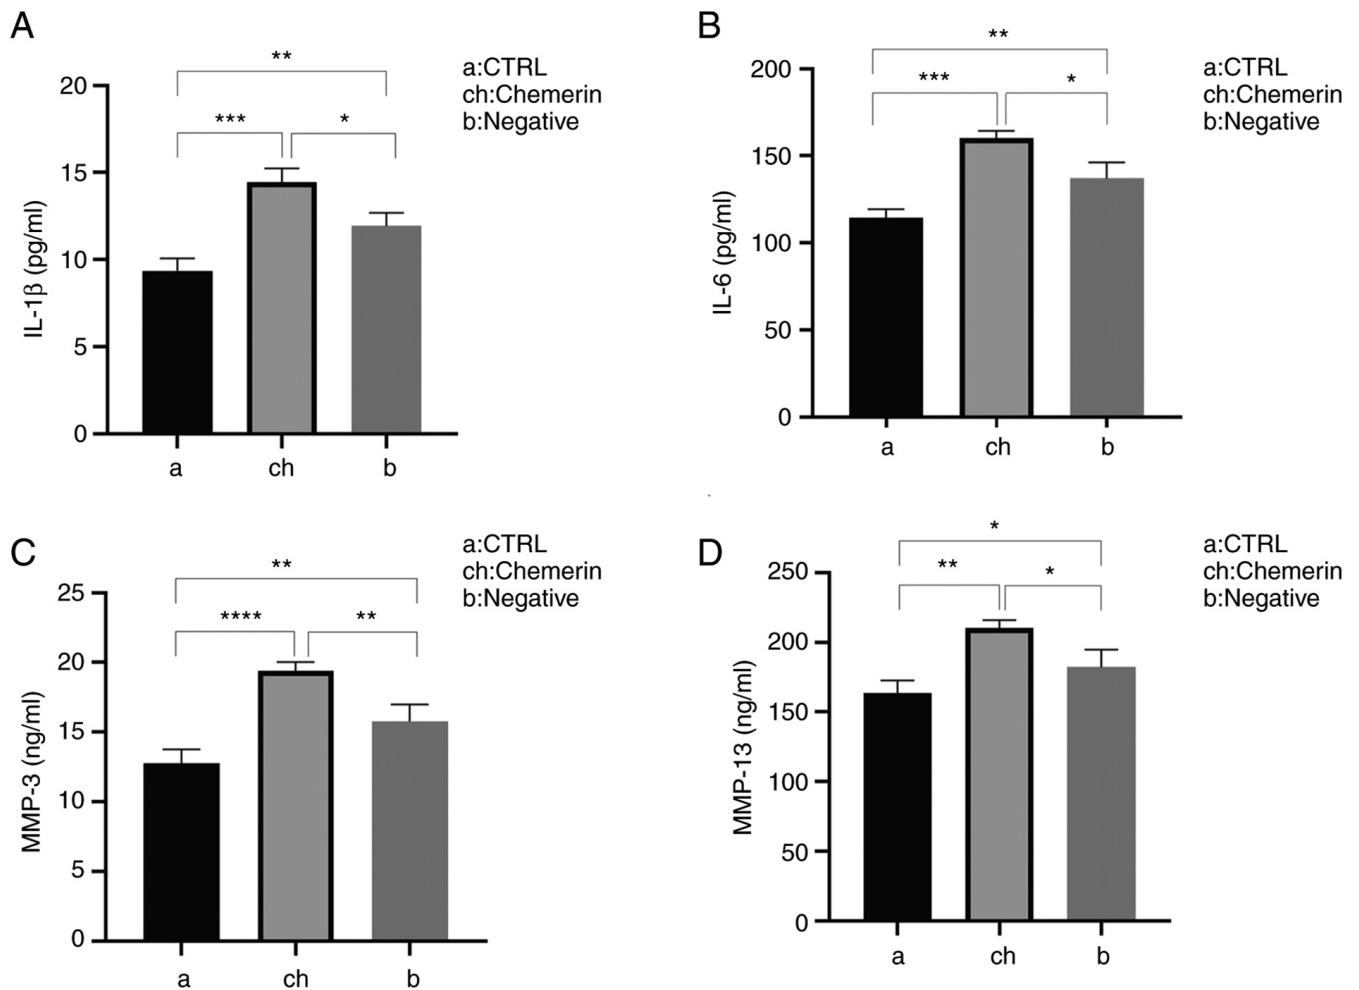 A
**
a:CTRL
ch:Chemerin
b:Negative
***
*
20
15
10
5
0
IL-1β (pg/ml)
a
ch
b
B
**
a:CTRL
ch:Chemerin
b:Negative
***
*
200
150
100
50
0
IL-6 (pg/ml)
a
ch
b
C
**
a:CTRL
ch:Chemerin
b:Negative
****
**
25
20
15
10
5
0
MMP-3 (ng/ml)
a
ch
b
D
*
a:CTRL
ch:Chemerin
b:Negative
**
*
250
200
150
100
50
0
MMP-13 (ng/ml)
a
ch
b